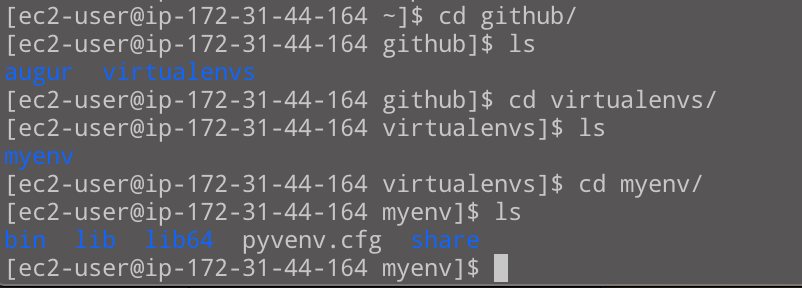 [ec2-user@ip-172-31-44-164 ~]$ cd github/
[ec2-user@ip-172-31-44-164 github]$ ls
augur  virtualenvs
[ec2-user@ip-172-31-44-164 github]$ cd virtualenvs/
[ec2-user@ip-172-31-44-164 virtualenvs]$ ls
myenv
[ec2-user@ip-172-31-44-164 virtualenvs]$ cd myenv/
[ec2-user@ip-172-31-44-164 myenv]$ ls
bin  lib  lib64  pyvenv.cfg  share
[ec2-user@ip-172-31-44-164 myenv]$